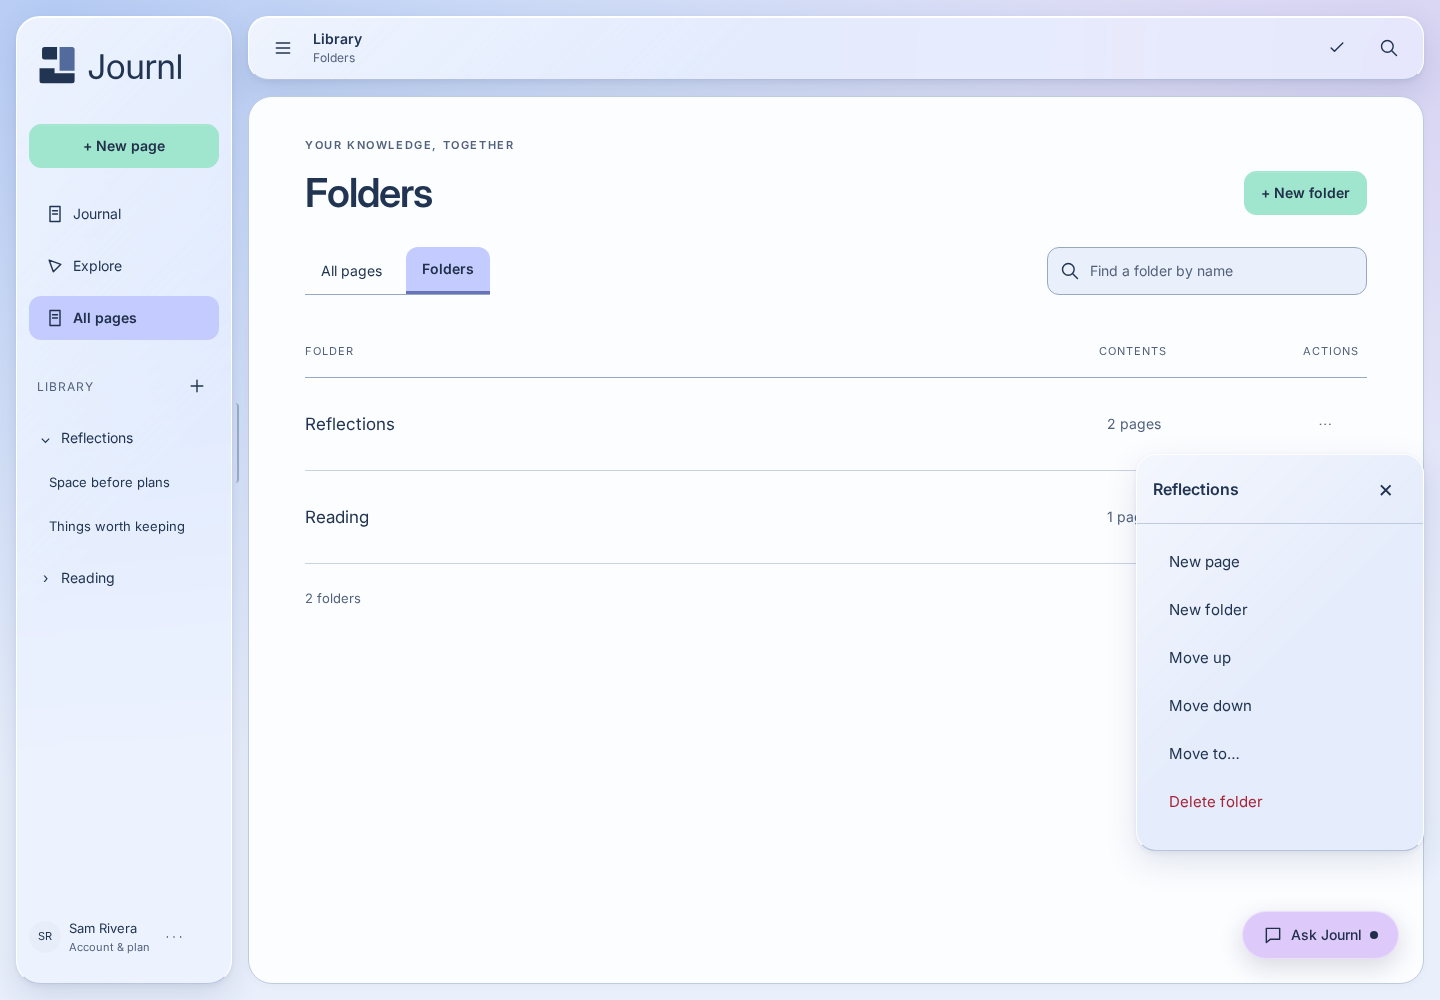 Journl
+ New page
Journal
Explore
All pages
LIBRARY
Reflections
Space before plans
Things worth keeping
Reading
SR
Sam Rivera
Account & plan
...
Library
Folders
YOUR KNOWLEDGE, TOGETHER
Folders
+ New folder
All pages
Folders
Find a folder by name
FOLDER CONTENTS ACTIONS
Reflections 2 pages ...
Reading 1
2 folders
Reflections
New page
New folder
Move up
Move down
Move to...
Delete folder
Ask Journl